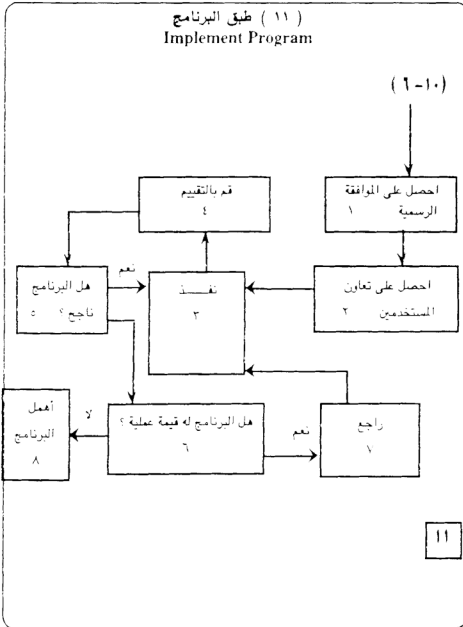 ( ١١ ) طبق البرنامج
Implement Program
(٦-١٠)
احصل على الموافقة
الرسمية ١
قم بالتقييم
٤
احصل على تعاون
المستخدمين ٢
نفــــذ
٣
نعم
هل البرنامج
ناجح ؟ ٥
أهمل
البرنامج
٨
لا
هل البرنامج له قيمة عملية ؟
٦
نعم
راجع
٧
١١